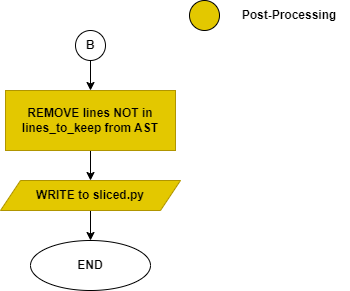 Post-Processing
B
REMOVE lines NOT in
lines_to_keep from AST
WRITE to sliced.py
END